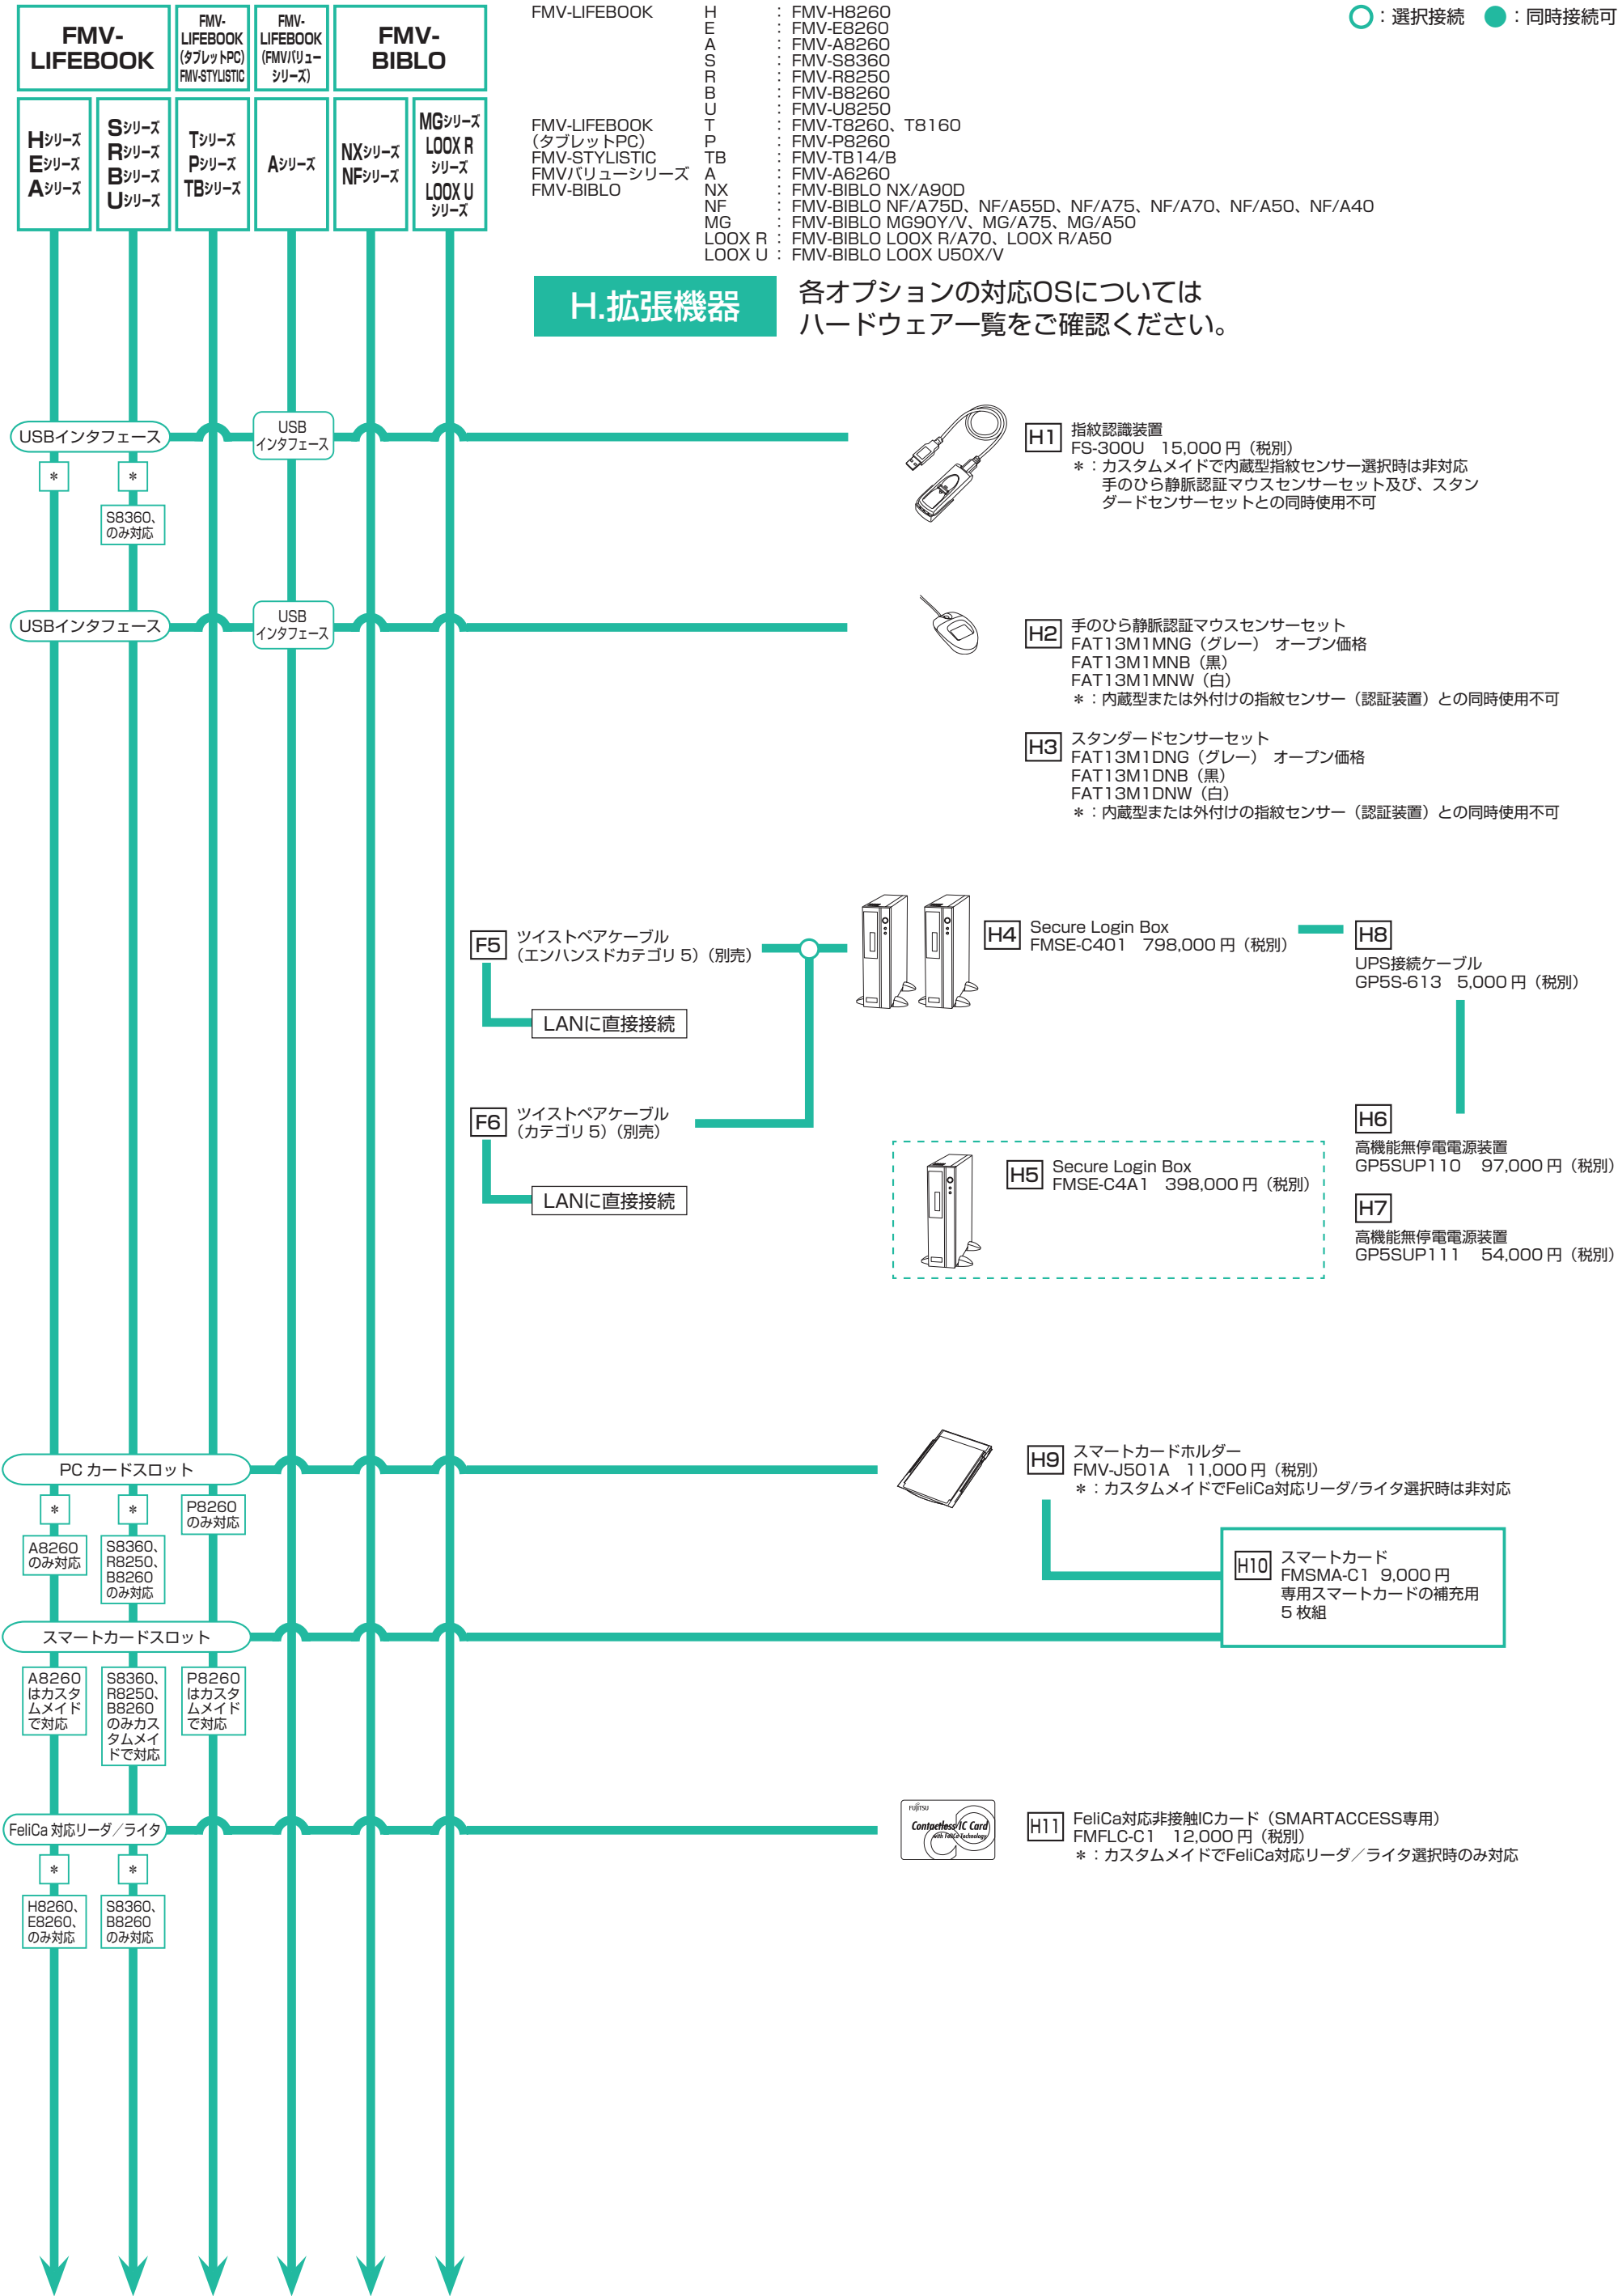 FMV-
LIFEBOOK
FMV-
LIFEBOOK
(タブレットPC)
FMV-STYLISTIC
FMV-
LIFEBOOK
(FMVバリュー
シリーズ)
FMV-
BIBLO
Hシリーズ
Eシリーズ
Aシリーズ
Sシリーズ
Rシリーズ
Bシリーズ
Uシリーズ
Tシリーズ
Pシリーズ
TBシリーズ
Aシリーズ
NXシリーズ
NFシリーズ
MGシリーズ
LOOX R
シリーズ
LOOX U
シリーズ
FMV-LIFEBOOK H : FMV-H8260
E : FMV-E8260
A : FMV-A8260
S : FMV-S8360
R : FMV-R8250
B : FMV-B8260
U : FMV-U8250
FMV-LIFEBOOK T : FMV-T8260、T8160
(タブレットPC) P : FMV-P8260
FMV-STYLISTIC TB : FMV-TB14/B
FMVバリューシリーズ A : FMV-A6260
FMV-BIBLO NX : FMV-BIBLO NX/A90D
NF : FMV-BIBLO NF/A75D、NF/A55D、NF/A75、NF/A70、NF/A50、NF/A40
MG : FMV-BIBLO MG90Y/V、MG/A75、MG/A50
LOOX R : FMV-BIBLO LOOX R/A70、LOOX R/A50
LOOX U : FMV-BIBLO LOOX U50X/V
○：選択接続 ●：同時接続可
H.拡張機器
各オプションの対応OSについては
ハードウェア一覧をご確認ください。
USBインタフェース
USB
インタフェース
*
*
S8360、
のみ対応
H1 指紋認識装置
FS-300U 15,000円（税別）
＊：カスタムメイドで内蔵型指紋センサー選択時は非対応
手のひら静脈認証マウスセンサーセット及び、スタン
ダードセンサーセットとの同時使用不可
USBインタフェース
USB
インタフェース
H2 手のひら静脈認証マウスセンサーセット
FAT13M1MNG（グレー） オープン価格
FAT13M1MNB（黒）
FAT13M1MNW（白）
＊：内蔵型または外付けの指紋センサー（認証装置）との同時使用不可
H3 スタンダードセンサーセット
FAT13M1DNG（グレー） オープン価格
FAT13M1DNB（黒）
FAT13M1DNW（白）
＊：内蔵型または外付けの指紋センサー（認証装置）との同時使用不可
F5 ツイストペアケーブル
（エンハンスドカテゴリ5）（別売）
LANに直接接続
H4 Secure Login Box
FMSE-C401 798,000円（税別）
H8
UPS接続ケーブル
GP5S-613 5,000円（税別）
F6 ツイストペアケーブル
（カテゴリ5）（別売）
LANに直接接続
H5 Secure Login Box
FMSE-C4A1 398,000円（税別）
H6
高機能無停電電源装置
GP5SUP110 97,000円（税別）
H7
高機能無停電電源装置
GP5SUP111 54,000円（税別）
PCカードスロット
*
*
P8260
のみ対応
A8260
のみ対応
S8360、
R8250、
B8260
のみ対応
H9 スマートカードホルダー
FMV-J501A 11,000円（税別）
＊：カスタムメイドでFeliCa対応リーダ/ライタ選択時は非対応
H10 スマートカード
FMSMA-C1 9,000円
専用スマートカードの補充用
5枚組
スマートカードスロット
A8260
はカスタ
ムメイド
で対応
S8360、
R8250、
B8260
のみカス
タムメイ
ドで対応
P8260
はカスタ
ムメイド
で対応
FeliCa対応リーダ／ライタ
*
*
H8260、
E8260、
のみ対応
S8360、
B8260
のみ対応
FUJITSU
Contactless IC Card
with FeliCa Technology
H11 FeliCa対応非接触ICカード（SMARTACCESS専用）
FMFLC-C1 12,000円（税別）
＊：カスタムメイドでFeliCa対応リーダ／ライタ選択時のみ対応